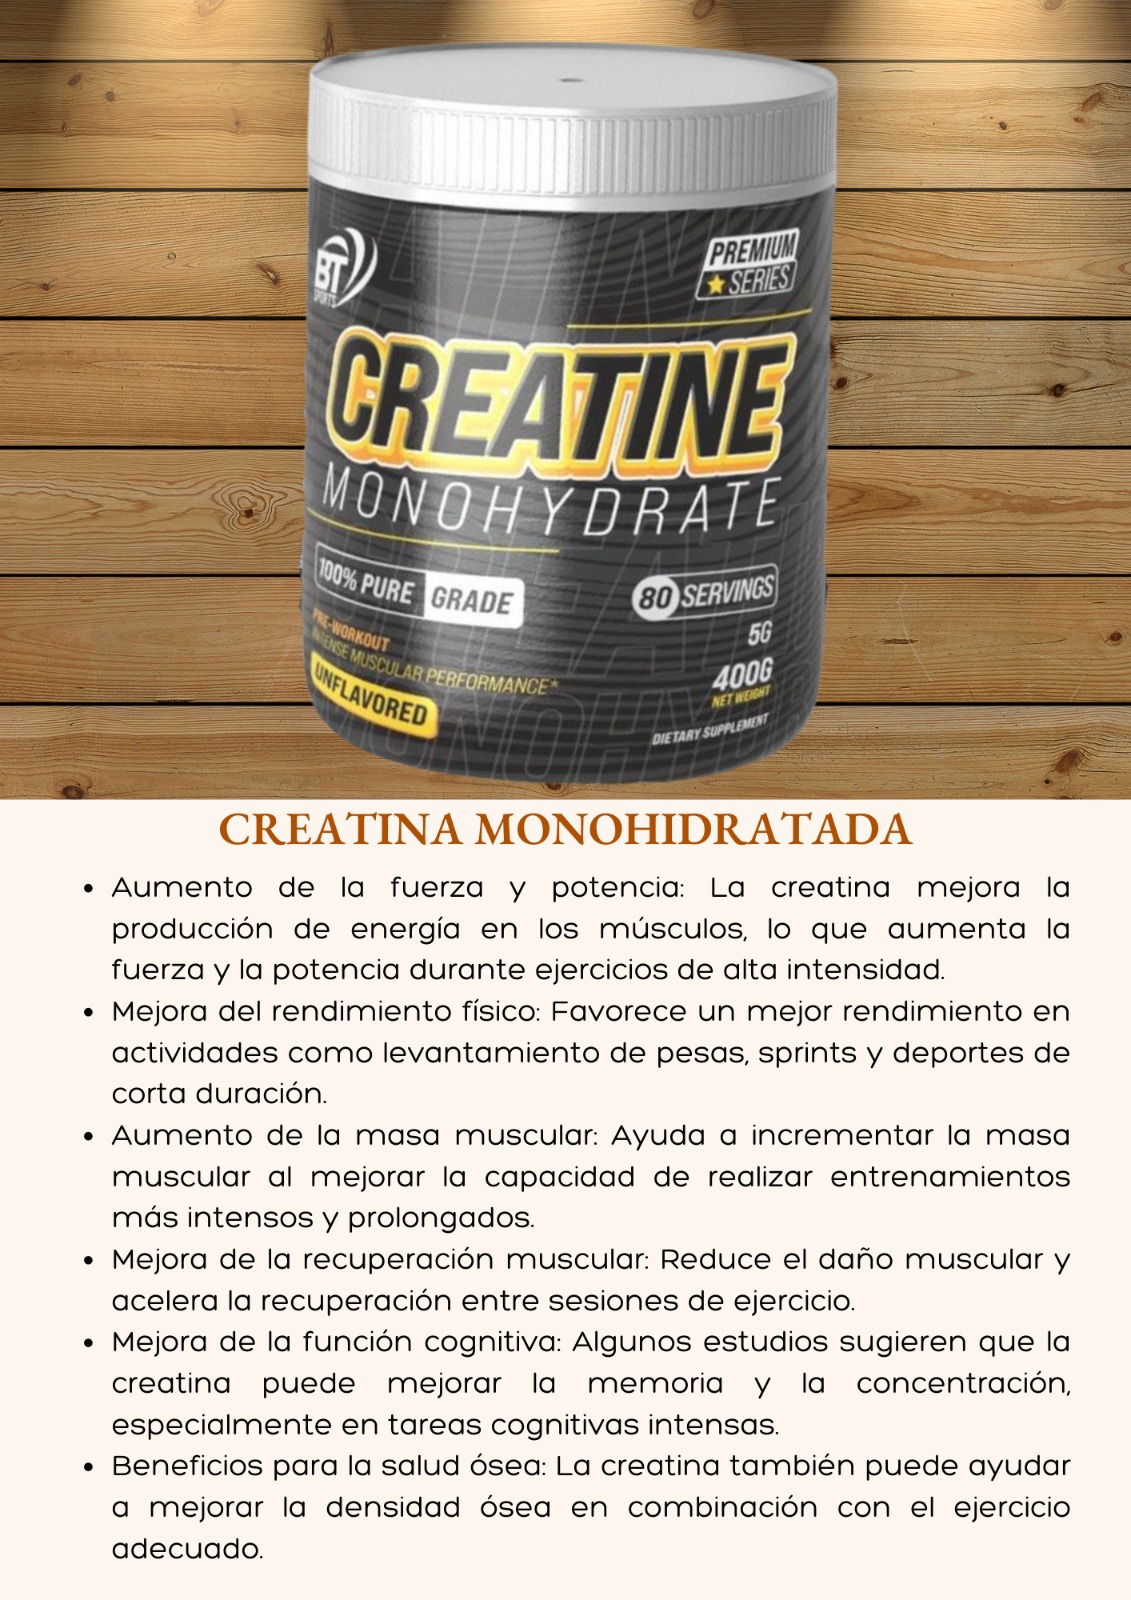 BT
SPORTS
PREMIUM
SERIES
CREATINE
MONOHYDRATE
100% PURE GRADE
80 SERVINGS
5G
400G
NET WEIGHT
PRE-WORKOUT
INTENSE MUSCULAR PERFORMANCE*
UNFLAVORED
DIETARY SUPPLEMENT
CREATINA MONOHIDRATADA
• Aumento de la fuerza y potencia: La creatina mejora la
producción de energía en los músculos, lo que aumenta la
fuerza y la potencia durante ejercicios de alta intensidad.
• Mejora del rendimiento físico: Favorece un mejor rendimiento en
actividades como levantamiento de pesas, sprints y deportes de
corta duración.
• Aumento de la masa muscular: Ayuda a incrementar la masa
muscular al mejorar la capacidad de realizar entrenamientos
más intensos y prolongados.
• Mejora de la recuperación muscular: Reduce el daño muscular y
acelera la recuperación entre sesiones de ejercicio.
• Mejora de la función cognitiva: Algunos estudios sugieren que la
creatina puede mejorar la memoria y la concentración,
especialmente en tareas cognitivas intensas.
• Beneficios para la salud ósea: La creatina también puede ayudar
a mejorar la densidad ósea en combinación con el ejercicio
adecuado.